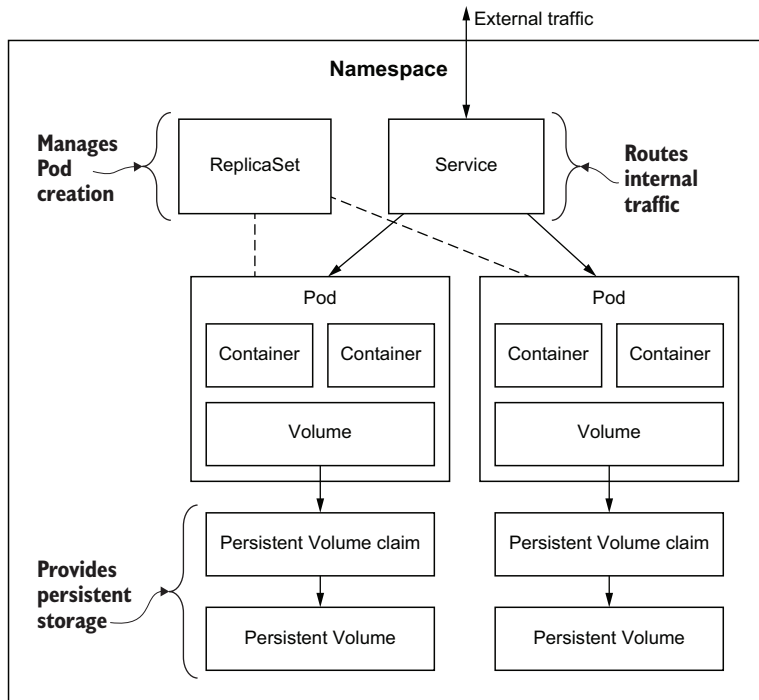 External traffic
Namespace
Manages
Pod
creation
ReplicaSet
Service
Routes
internal
traffic
Pod
Container
Container
Volume
Pod
Container
Container
Volume
Provides
persistent
storage
Persistent Volume claim
Persistent Volume
Persistent Volume claim
Persistent Volume